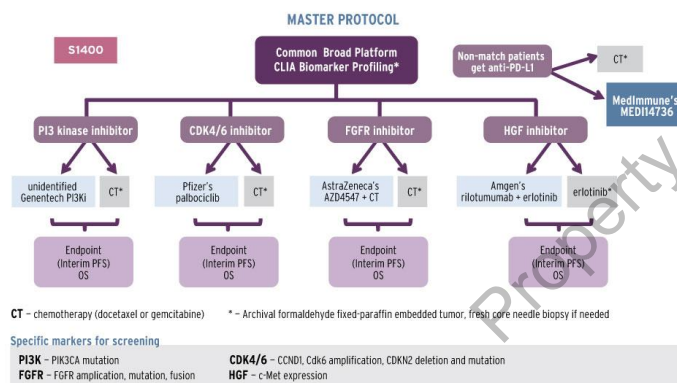 MASTER PROTOCOL
S1400
Common Broad Platform
CLIA Biomarker Profiling*
Non-match patients
get anti-PD-L1
CT*
MedImmune's
MEDI14736
PI3 kinase inhibitor
CDK4/6 inhibitor
FGFR inhibitor
HGF inhibitor
unidentified
Genentech PI3Ki
CT*
Pfizer's
palbociclib
CT*
AstraZeneca's
AZD4547 + CT
CT*
Amgen's
rilotumumab + erlotinib
erlotinib*
Endpoint
(Interim PFS)
OS
Endpoint
(Interim PFS)
OS
Endpoint
(Interim PFS)
OS
Endpoint
(Interim PFS)
OS
Property
CT – chemotherapy (docetaxel or gemcitabine) * – Archival formaldehyde fixed-paraffin embedded tumor, fresh core needle biopsy if needed
Specific markers for screening
PI3K – PIK3CA mutation CDK4/6 – CCND1, Cdk6 amplification, CDKN2 deletion and mutation
FGFR – FGFR amplication, mutation, fusion HGF – c-Met expression